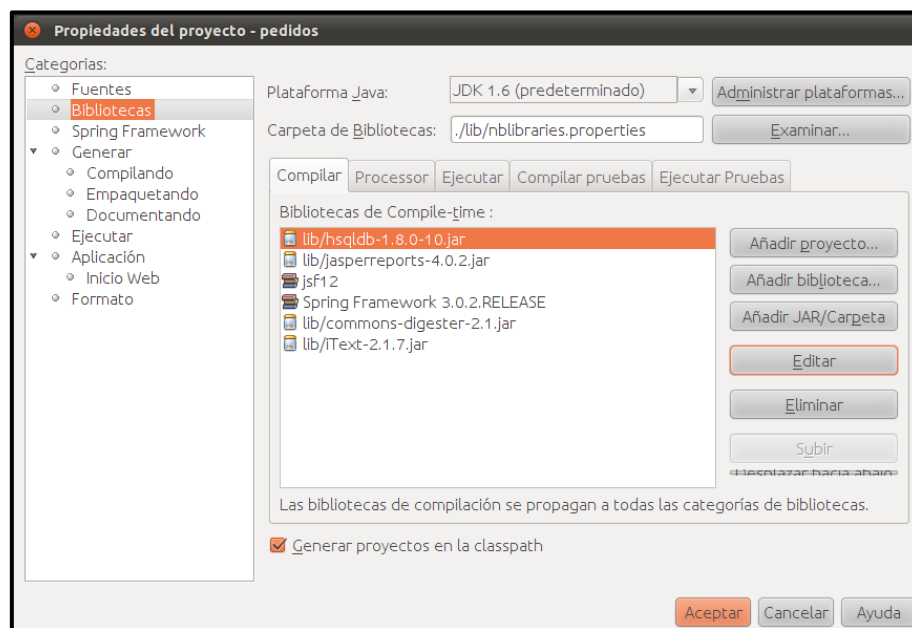 Propiedades del proyecto - pedidos
Categorias:
Fuentes
Bibliotecas
Spring Framework
Generar
Compilando
Empaquetando
Documentando
Ejecutar
Aplicación
Inicio Web
Formato
Plataforma Java: JDK 1.6 (predeterminado) Administrar plataformas...
Carpeta de Bibliotecas: ./lib/nblibraries.properties Examinar...
Compilar Processor Ejecutar Compilar pruebas Ejecutar Pruebas
Bibliotecas de Compile-time :
lib/hsqldb-1.8.0-10.jar
lib/jasperreports-4.0.2.jar
jsf12
Spring Framework 3.0.2.RELEASE
lib/commons-digester-2.1.jar
lib/iText-2.1.7.jar
Añadir proyecto...
Añadir biblioteca...
Añadir JAR/Carpeta
Editar
Eliminar
Subir
Desplazar hacia abajo
Las bibliotecas de compilación se propagan a todas las categorías de bibliotecas.
Generar proyectos en la classpath
Aceptar Cancelar Ayuda